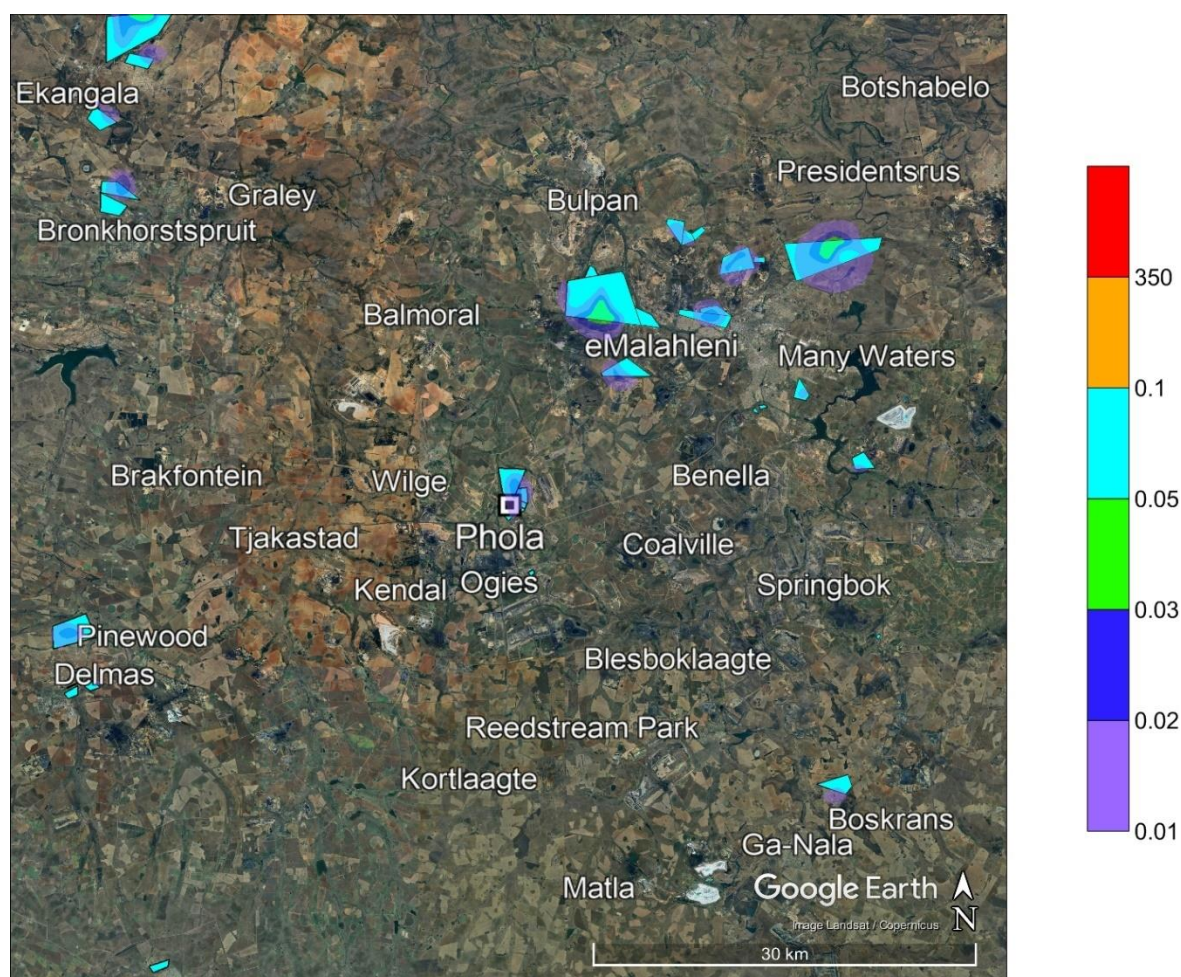 Ekangala
Botshabelo
Presidentsrus
Graley
Bulpan
Bronkhorstspruit
Balmoral
eMalahleni
Many Waters
Brakfontein
Wilge
Benella
Tjakastad
Phola
Coalville
Kendal
Ogies
Springbok
Pinewood
Blesboklaagte
Delmas
Reedstream Park
Kortlaagte
Boskrans
Ga-Nala
Matla
Google Earth
N
Image Landsat / Copernicus
30 km
350
0.1
0.05
0.03
0.02
0.01